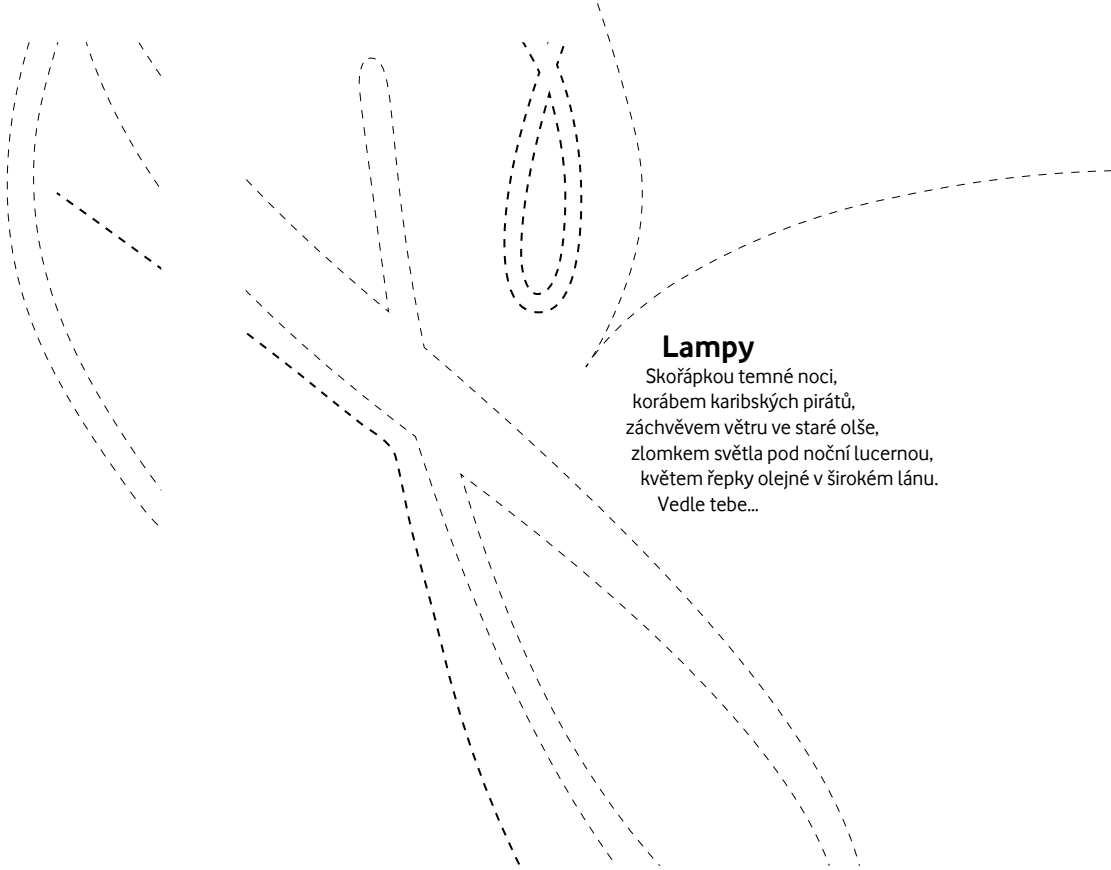 Lampy
Skořápkou temné noci,
korábem karibských pirátů,
záchvěvem větru ve staré olše,
zlomkem světla pod noční lucernou,
květem řepky olejné v širokém lánu.
Vedle tebe...